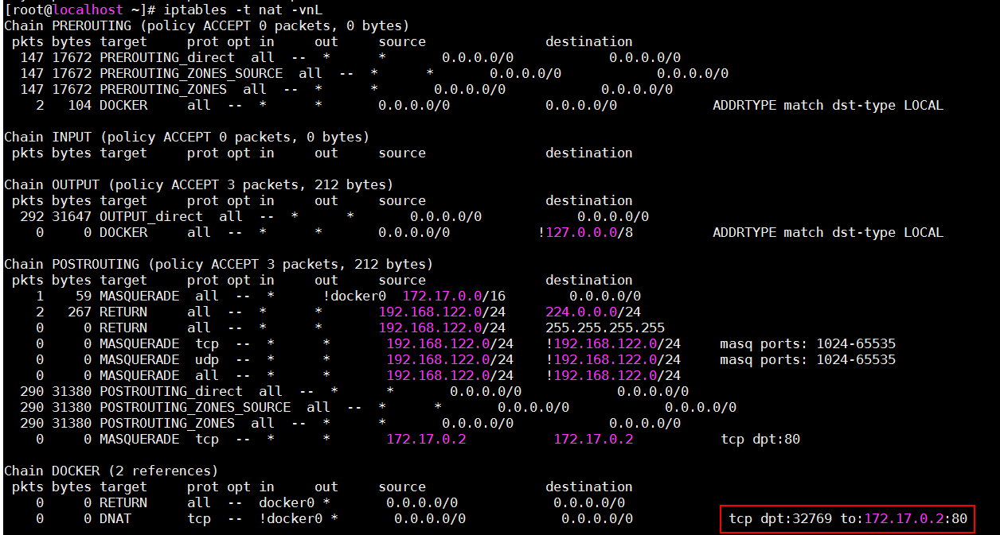 [root@localhost ~]# iptables -t nat -vnL
Chain PREROUTING (policy ACCEPT 0 packets, 0 bytes)
 pkts bytes target     prot opt in     out     source               destination
  147 17672 PREROUTING_direct  all  --  *      *       0.0.0.0/0            0.0.0.0/0
  147 17672 PREROUTING_ZONES_SOURCE  all  --  *      *       0.0.0.0/0            0.0.0.0/0
  147 17672 PREROUTING_ZONES  all  --  *      *       0.0.0.0/0            0.0.0.0/0
    2   104 DOCKER     all  --  *      *       0.0.0.0/0            0.0.0.0/0            ADDRTYPE match dst-type LOCAL

Chain INPUT (policy ACCEPT 0 packets, 0 bytes)
 pkts bytes target     prot opt in     out     source               destination

Chain OUTPUT (policy ACCEPT 3 packets, 212 bytes)
 pkts bytes target     prot opt in     out     source               destination
  292 31647 OUTPUT_direct  all  --  *      *       0.0.0.0/0            0.0.0.0/0
    0     0 DOCKER     all  --  *      *       0.0.0.0/0           !127.0.0.0/8          ADDRTYPE match dst-type LOCAL

Chain POSTROUTING (policy ACCEPT 3 packets, 212 bytes)
 pkts bytes target     prot opt in     out     source               destination
    1    59 MASQUERADE  all  --  *      !docker0  172.17.0.0/16        0.0.0.0/0
    2   267 RETURN     all  --  *      *       192.168.122.0/24     224.0.0.0/24
    0     0 RETURN     all  --  *      *       192.168.122.0/24     255.255.255.255
    0     0 MASQUERADE  tcp  --  *      *       192.168.122.0/24    !192.168.122.0/24     masq ports: 1024-65535
    0     0 MASQUERADE  udp  --  *      *       192.168.122.0/24    !192.168.122.0/24     masq ports: 1024-65535
    0     0 MASQUERADE  all  --  *      *       192.168.122.0/24    !192.168.122.0/24
  290 31380 POSTROUTING_direct  all  --  *      *       0.0.0.0/0            0.0.0.0/0
  290 31380 POSTROUTING_ZONES_SOURCE  all  --  *      *       0.0.0.0/0            0.0.0.0/0
  290 31380 POSTROUTING_ZONES  all  --  *      *       0.0.0.0/0            0.0.0.0/0
    0     0 MASQUERADE  tcp  --  *      *       172.17.0.2           172.17.0.2           tcp dpt:80

Chain DOCKER (2 references)
 pkts bytes target     prot opt in     out     source               destination
    0     0 RETURN     all  --  docker0 *       0.0.0.0/0            0.0.0.0/0
    0     0 DNAT       tcp  --  !docker0 *       0.0.0.0/0            0.0.0.0/0            tcp dpt:32769 to:172.17.0.2:80